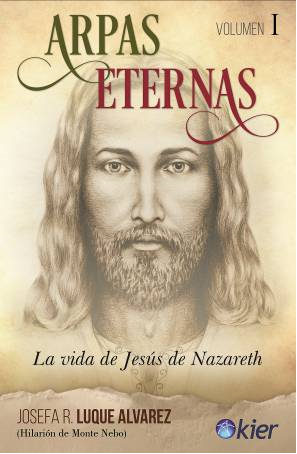 ARPAS
VOLUMEN I
ETERNAS
La vida de Jesús de Nazareth
JOSEFA R. LUQUE ALVAREZ
(Hilarión de Monte Nebo)
kier